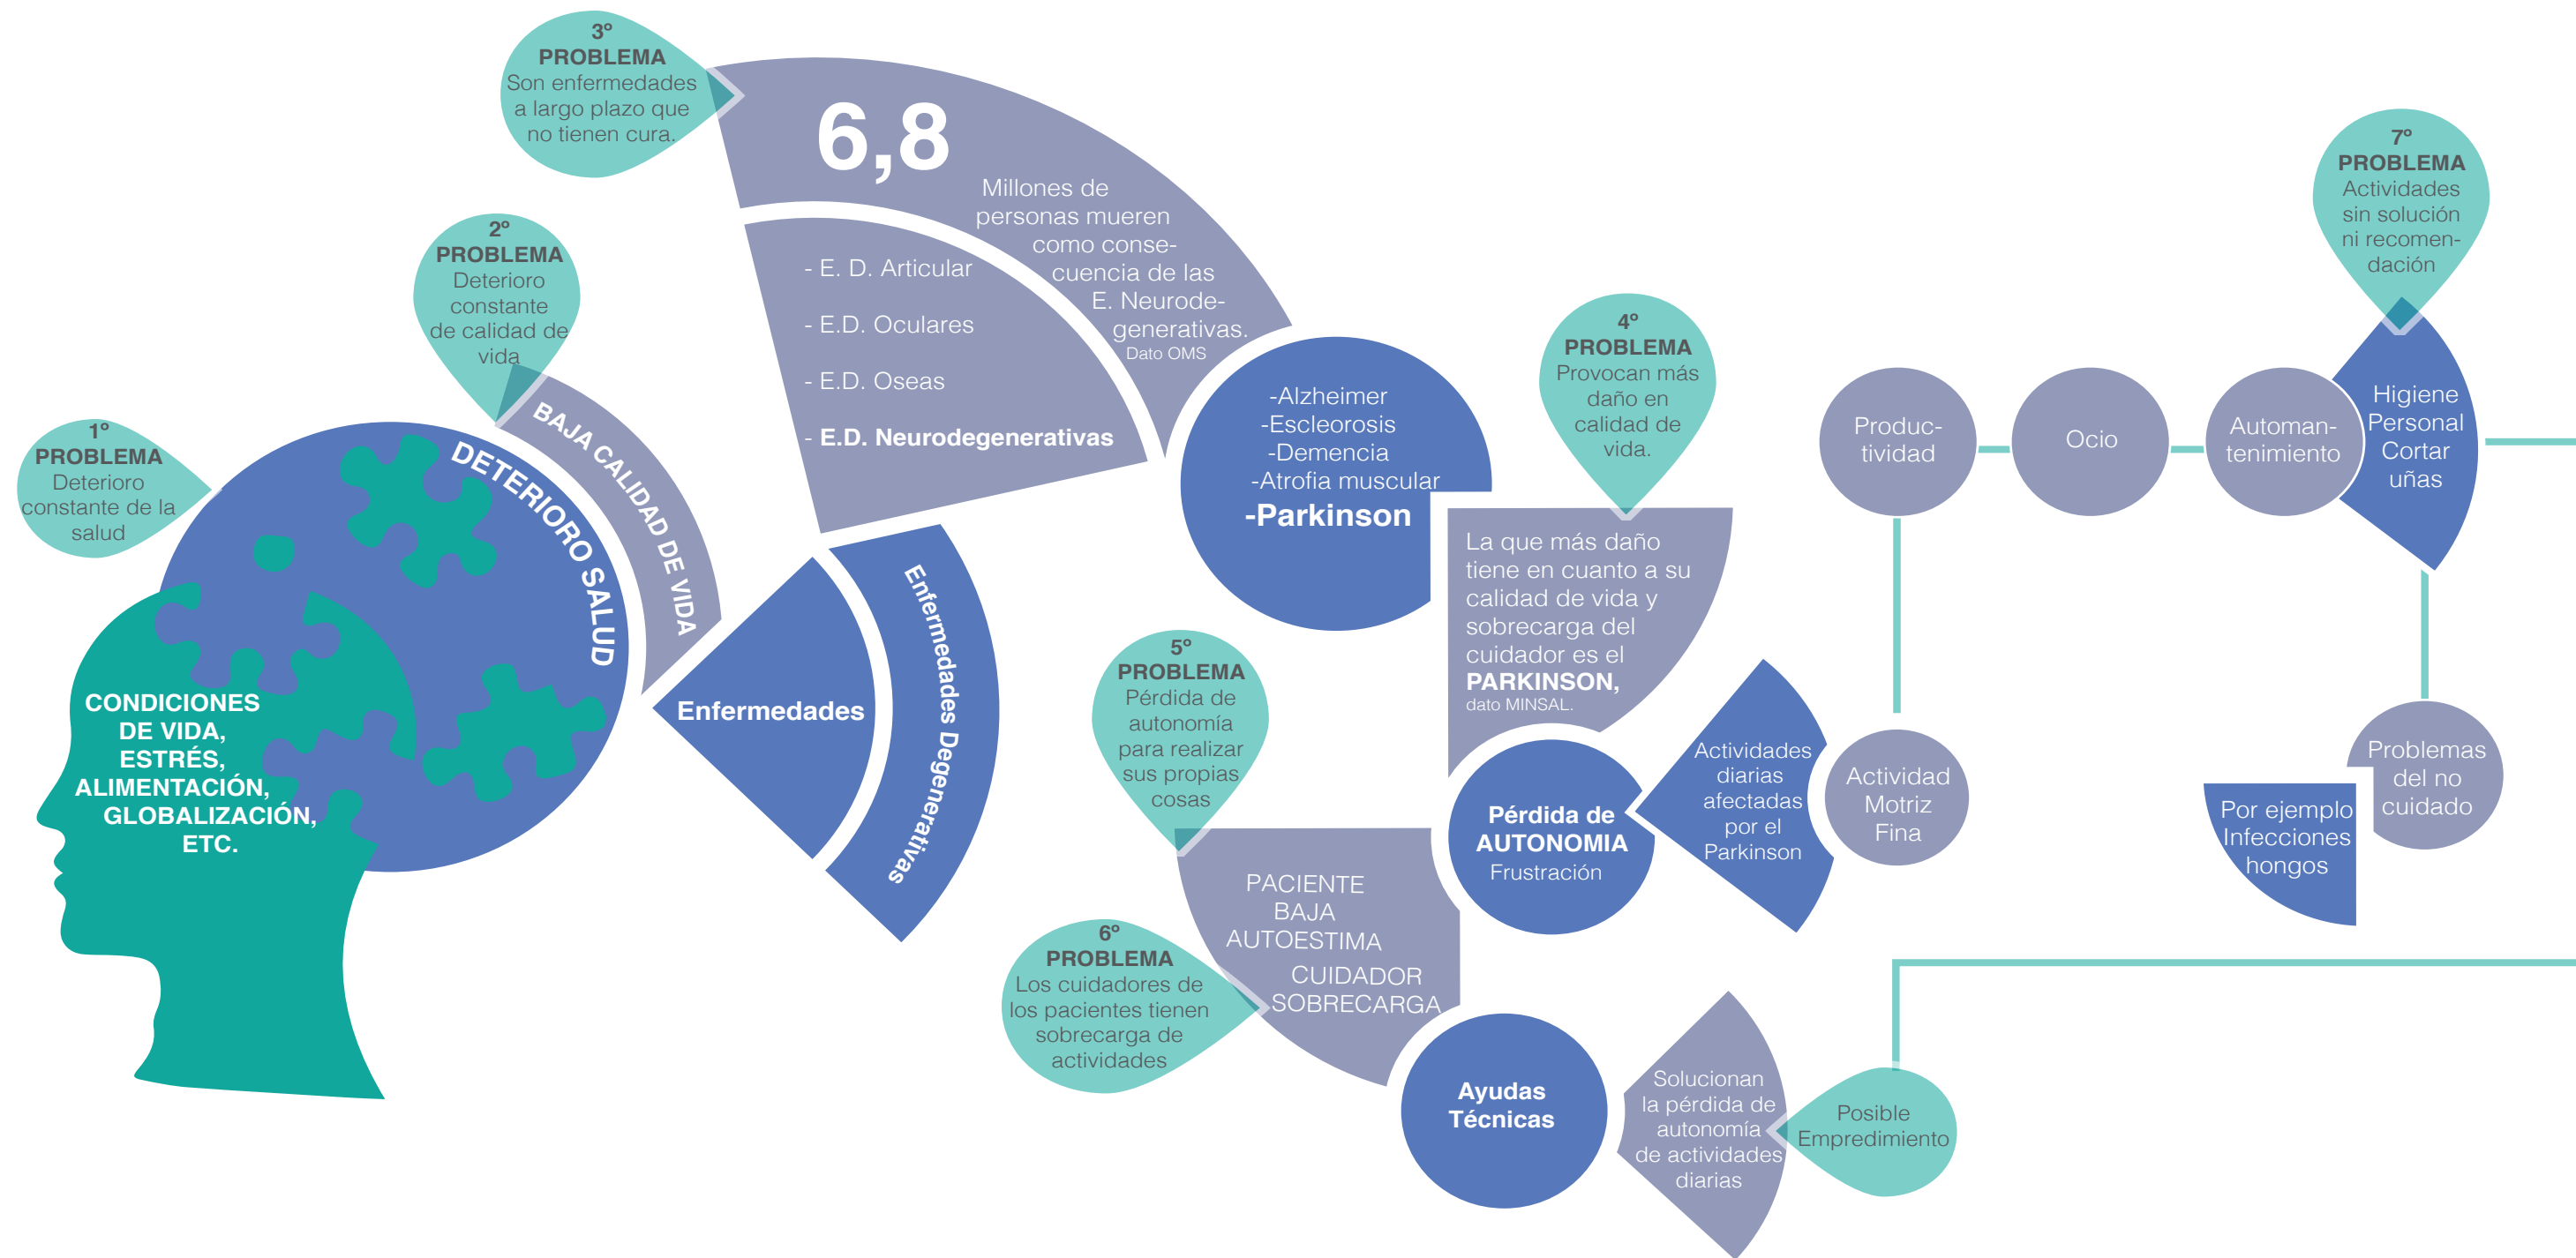 1º
PROBLEMA
Deterioro
constante de la
salud
CONDICIONES
DE VIDA,
ESTRÉS,
ALIMENTACIÓN,
GLOBALIZACIÓN,
ETC.
DETERIORO SALUD
2º
PROBLEMA
Deterioro
constante
de calidad de
vida
BAJA CALIDAD DE VIDA
Enfermedades
Enfermedades Degenerativas
3º
PROBLEMA
Son enfermedades
a largo plazo que
no tienen cura.
6,8
Millones de
personas mueren
como conse-
cuencia de las
E. Neurode-
generativas.
Dato OMS
- E. D. Articular
- E.D. Oculares
- E.D. Oseas
- E.D. Neurodegenerativas
-Alzheimer
-Escleorosis
-Demencia
-Atrofia muscular
-Parkinson
4º
PROBLEMA
Provocan más
daño en
calidad de
vida.
La que más daño
tiene en cuanto a su
calidad de vida y
sobrecarga del
cuidador es el
PARKINSON,
dato MINSAL.
5º
PROBLEMA
Pérdida de
autonomía
para realizar
sus propias
cosas
PACIENTE
BAJA
AUTOESTIMA
CUIDADOR
SOBRECARGA
6º
PROBLEMA
Los cuidadores de
los pacientes tienen
sobrecarga de
actividades
Pérdida de
AUTONOMIA
Frustración
Actividades
diarias
afectadas
por el
Parkinson
Actividad
Motriz
Fina
Ayudas
Técnicas
Solucionan
la pérdida de
autonomía
de actividades
diarias
Posible
Empredimiento
Produc-
tividad
Ocio
Automan-
tenimiento
7º
PROBLEMA
Actividades
sin solución
ni recomen-
dación
Higiene
Personal
Cortar
uñas
Problemas
del no
cuidado
Por ejemplo
Infecciones
hongos